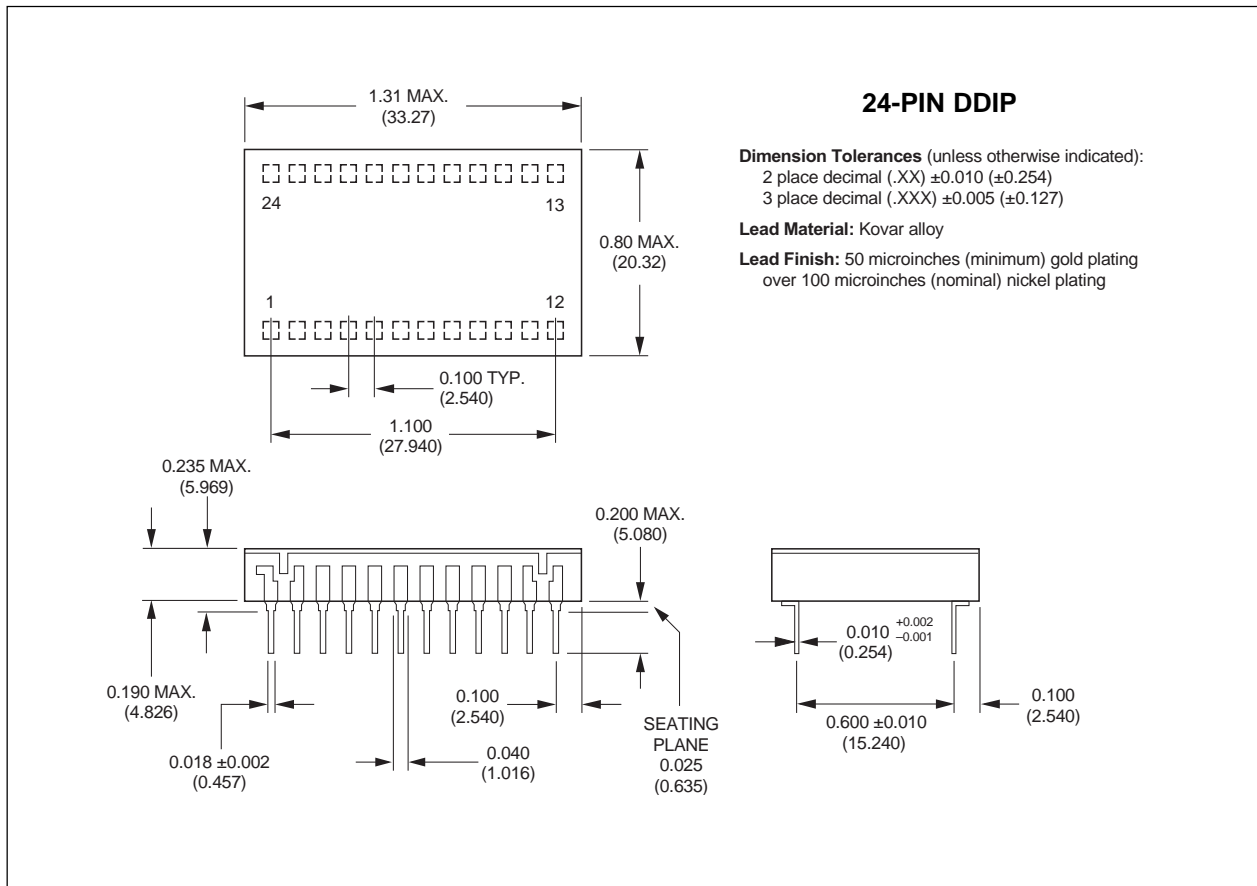 24-PIN DDIP
Dimension Tolerances (unless otherwise indicated):
2 place decimal (.XX) ±0.010 (±0.254)
3 place decimal (.XXX) ±0.005 (±0.127)
Lead Material: Kovar alloy
Lead Finish: 50 microinches (minimum) gold plating
over 100 microinches (nominal) nickel plating
1.31 MAX.
(33.27)
24
13
0.80 MAX.
(20.32)
1
12
0.100 TYP.
(2.540)
1.100
(27.940)
0.235 MAX.
(5.969)
0.200 MAX.
(5.080)
0.190 MAX.
(4.826)
0.018 ±0.002
(0.457)
0.100
(2.540)
0.040
(1.016)
SEATING
PLANE
0.025
(0.635)
0.010 +0.002
–0.001
(0.254)
0.600 ±0.010
(15.240)
0.100
(2.540)